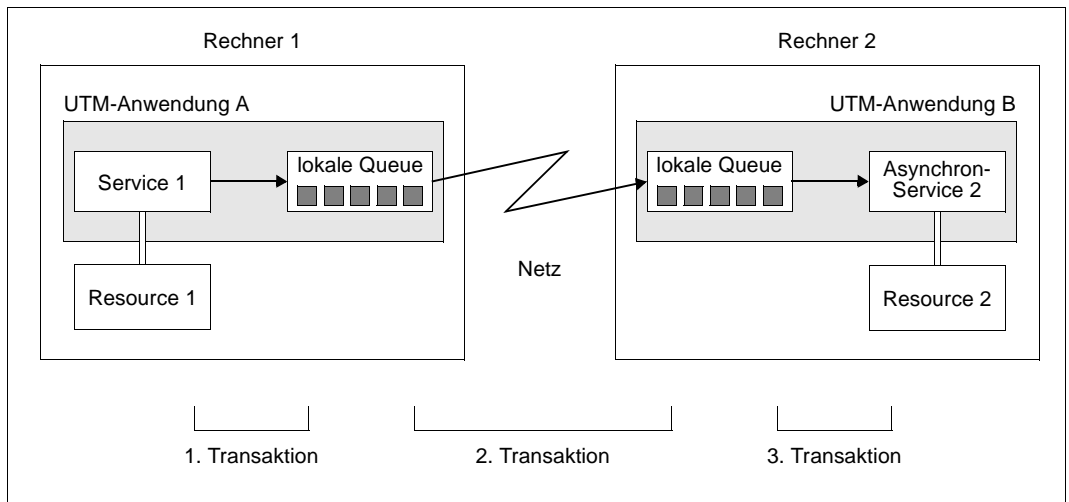 Rechner 1
Rechner 2
UTM-Anwendung A
UTM-Anwendung B
Service 1
lokale Queue
lokale Queue
Asynchron-
Service 2
Netz
Resource 1
Resource 2
1. Transaktion
2. Transaktion
3. Transaktion